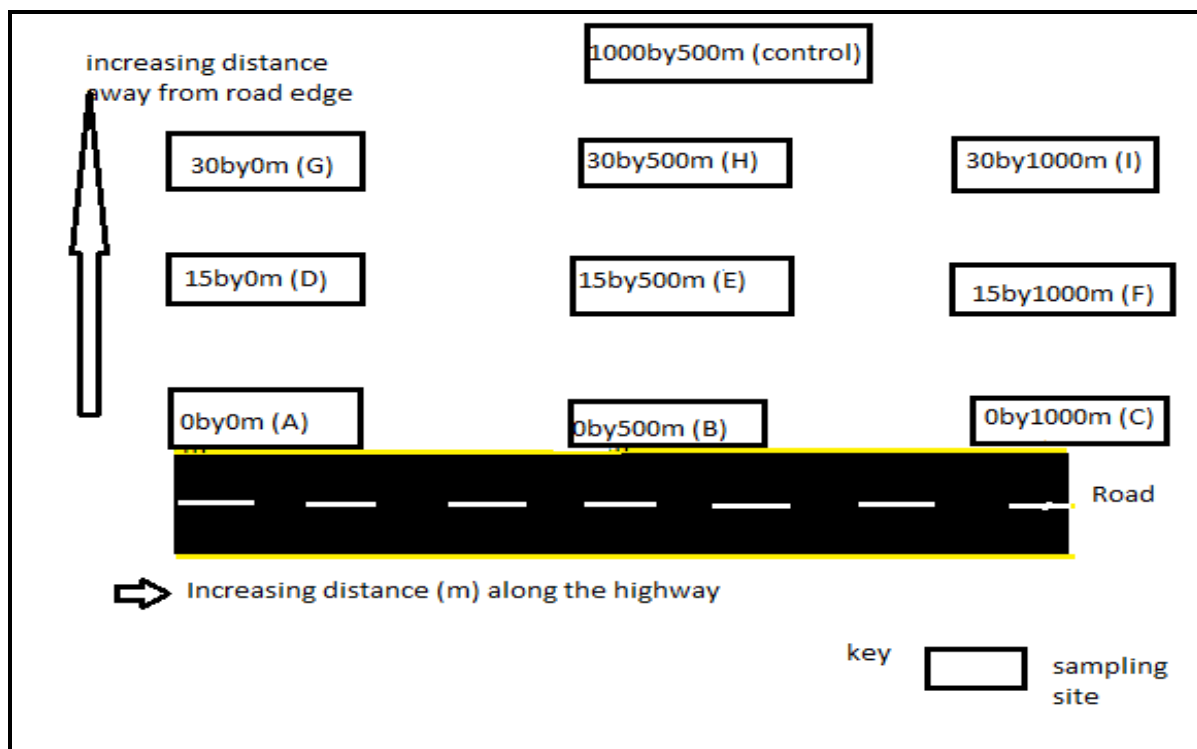 1000by500m (control)
increasing distance
away from road edge
30by0m (G)
30by500m (H)
30by1000m (I)
15by0m (D)
15by500m (E)
15by1000m (F)
0by0m (A)
0by500m (B)
0by1000m (C)
Road
Increasing distance (m) along the highway
key
sampling
site